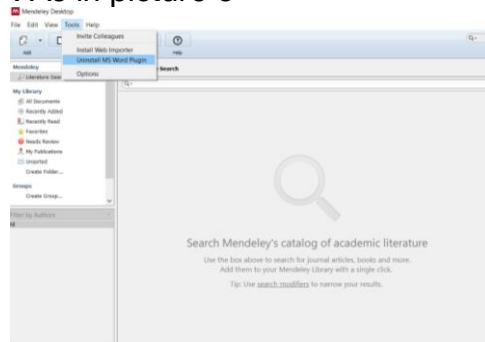 Mendeley Desktop
File Edit View Tools Help
Invite Colleagues
Install Web Importer
Uninstall MS Word Plugin
Options
Add
Help
Mendeley
Literature Search
Search
My Library
All Documents
Recently Added
Recently Read
Favorites
Needs Review
My Publications
Unsorted
Create Folder...
Groups
Create Group...
Filter by Authors
All
Search Mendeley's catalog of academic literature
Use the box above to search for journal articles, books and more.
Add them to your Mendeley Library with a single click.
Tip: Use search modifiers to narrow your results.